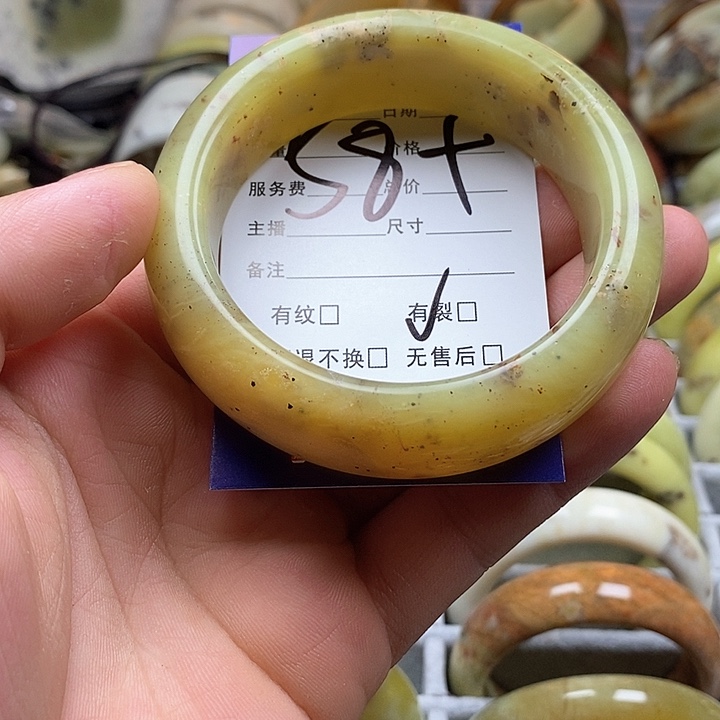 日期
价格
58+
服务费 总价
主播 尺寸
备注
有纹□ ✓有裂□
退不换□ 无售后□